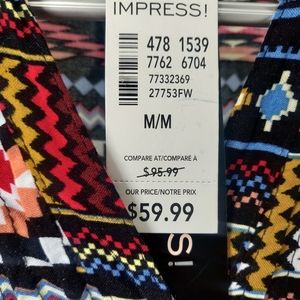 IMPRESS!
478 1539
7762 6704
77332369
27753FW
M/M
COMPARE AT/COMPARE A
$95.99
OUR PRICE/NOTRE PRIX
$59.99
S!